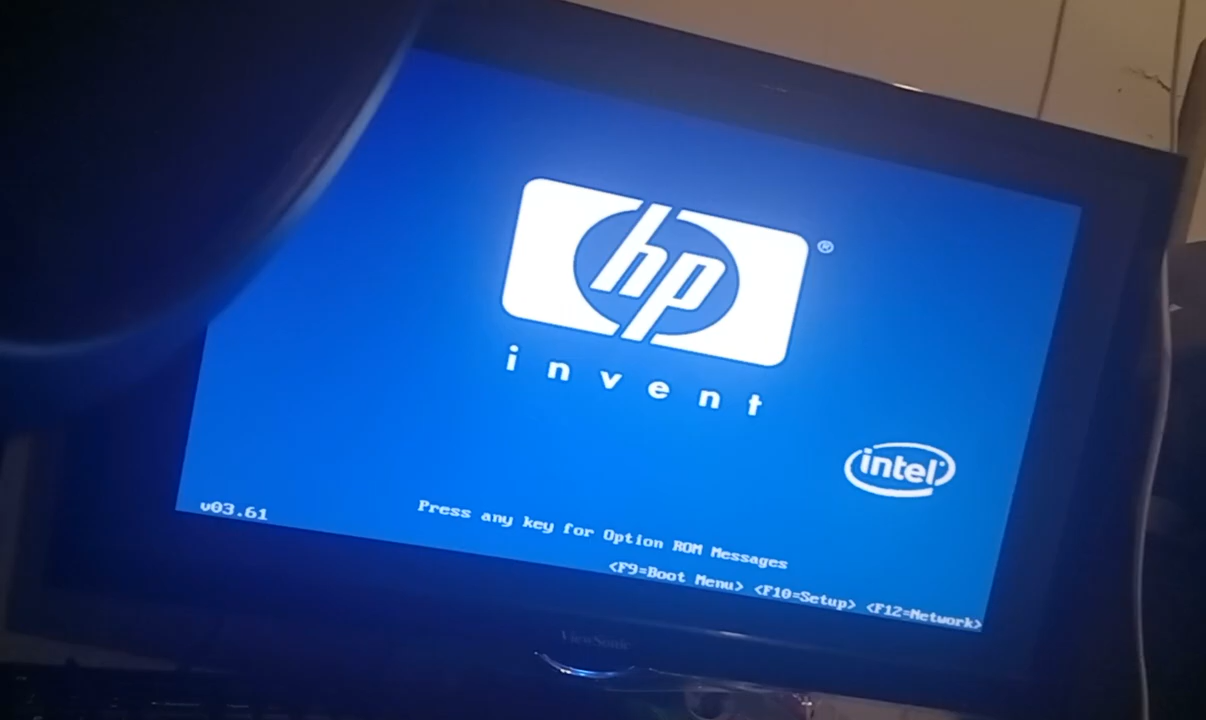 hp
®
invent
intel®
v03.61
Press any key for Option ROM Messages
<F9=Boot Menu> <F10=Setup> <F12=Network>
ViewSonic